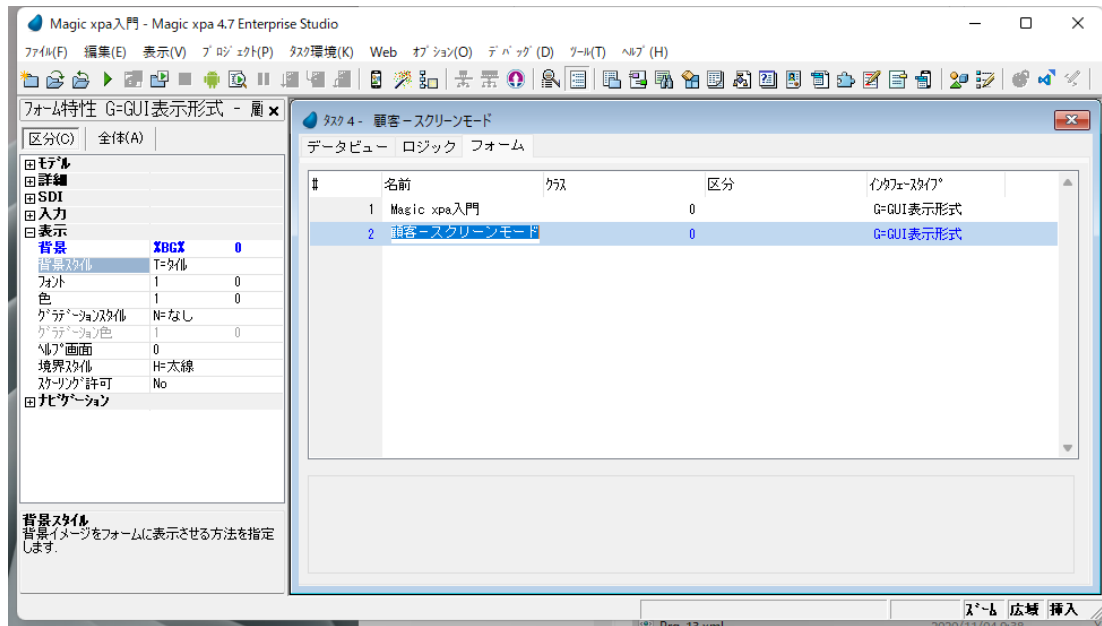 Magic xpa入門 - Magic xpa 4.7 Enterprise Studio
ﾌｧｲﾙ(F) 編集(E) 表示(V) ﾌﾟﾛｼﾞｪｸﾄ(P) ﾀｽｸ環境(K) Web ｵﾌﾟｼｮﾝ(O) ﾃﾞﾊﾞｯｸﾞ(D) ﾂｰﾙ(T) ﾍﾙﾌﾟ(H)
ﾌｫｰﾑ特性 G=GUI表示形式 - 顧
区分(C) 全体(A)
ﾓﾃﾞﾙ
詳細
SDI
入力
表示
背景 %BG% 0
背景ｽﾀｲﾙ T=ﾀｲﾙ
ﾌｫﾝﾄ 1 0
色 1 0
ｸﾞﾗﾃﾞｰｼｮﾝｽﾀｲﾙ N=なし
ｸﾞﾗﾃﾞｰｼｮﾝ色 1 0
ﾍﾙﾌﾟ画面 0
境界ｽﾀｲﾙ H=太線
ｽｹｰﾘﾝｸﾞ許可 No
ﾅﾋﾞｹﾞｰｼｮﾝ
背景ｽﾀｲﾙ
背景イメージをフォームに表示させる方法を指定
します.
ﾀｽｸ 4 - 顧客－スクリーンモード
データビュー ロジック フォーム
# 名前 ｸﾗｽ 区分 ｲﾝﾀﾌｪｰｽﾀｲﾌﾟ
1 Magic xpa入門 0 G=GUI表示形式
2 顧客－スクリーンモード 0 G=GUI表示形式
ｽﾞｰﾑ 広域 挿入